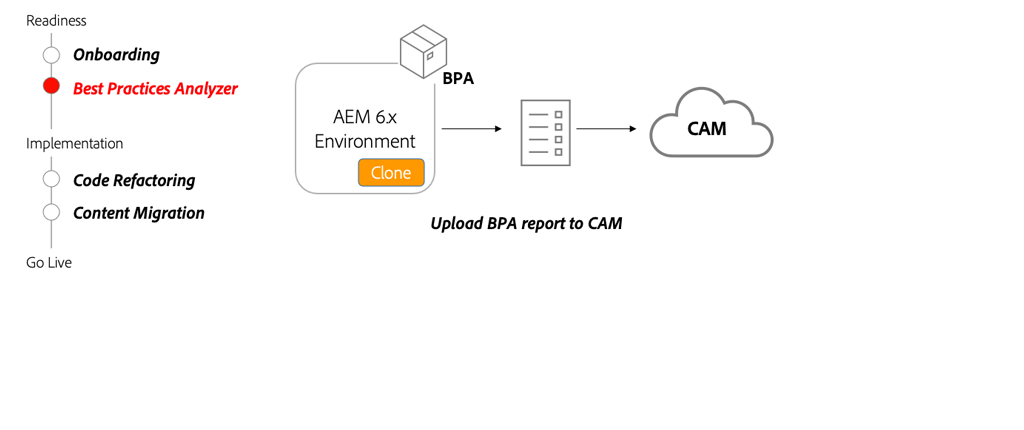 Readiness
Onboarding
Best Practices Analyzer
Implementation
Code Refactoring
Content Migration
Go Live
BPA
AEM 6.x
Environment
Clone
CAM
Upload BPA report to CAM